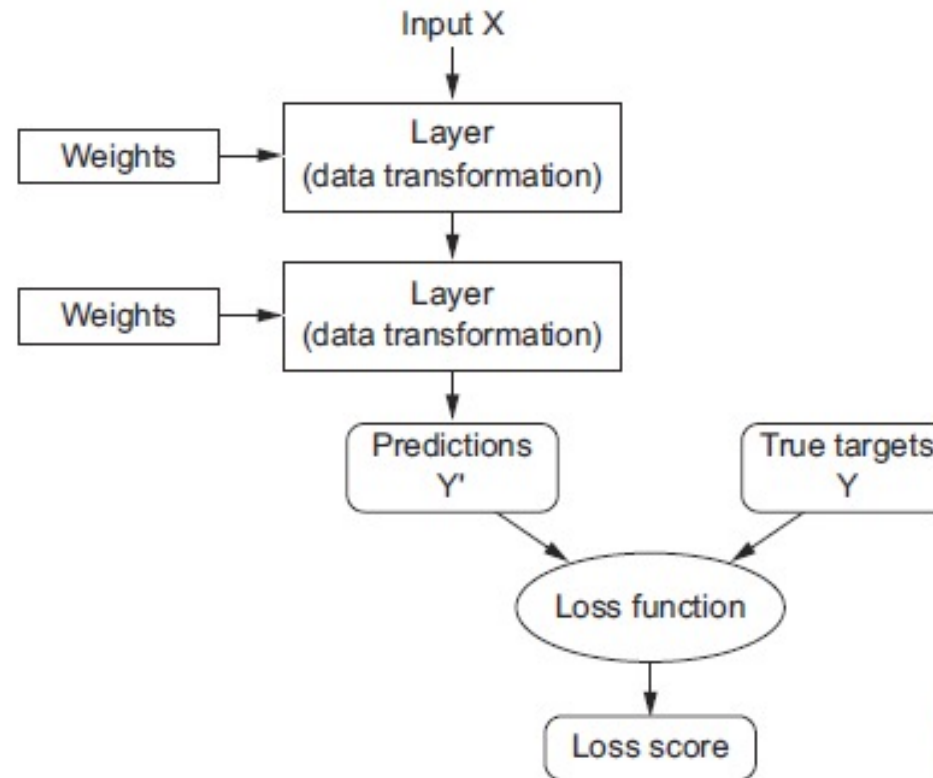 Input X
Weights
Layer
(data transformation)
Weights
Layer
(data transformation)
Predictions
Y'
True targets
Y
Loss function
Loss score